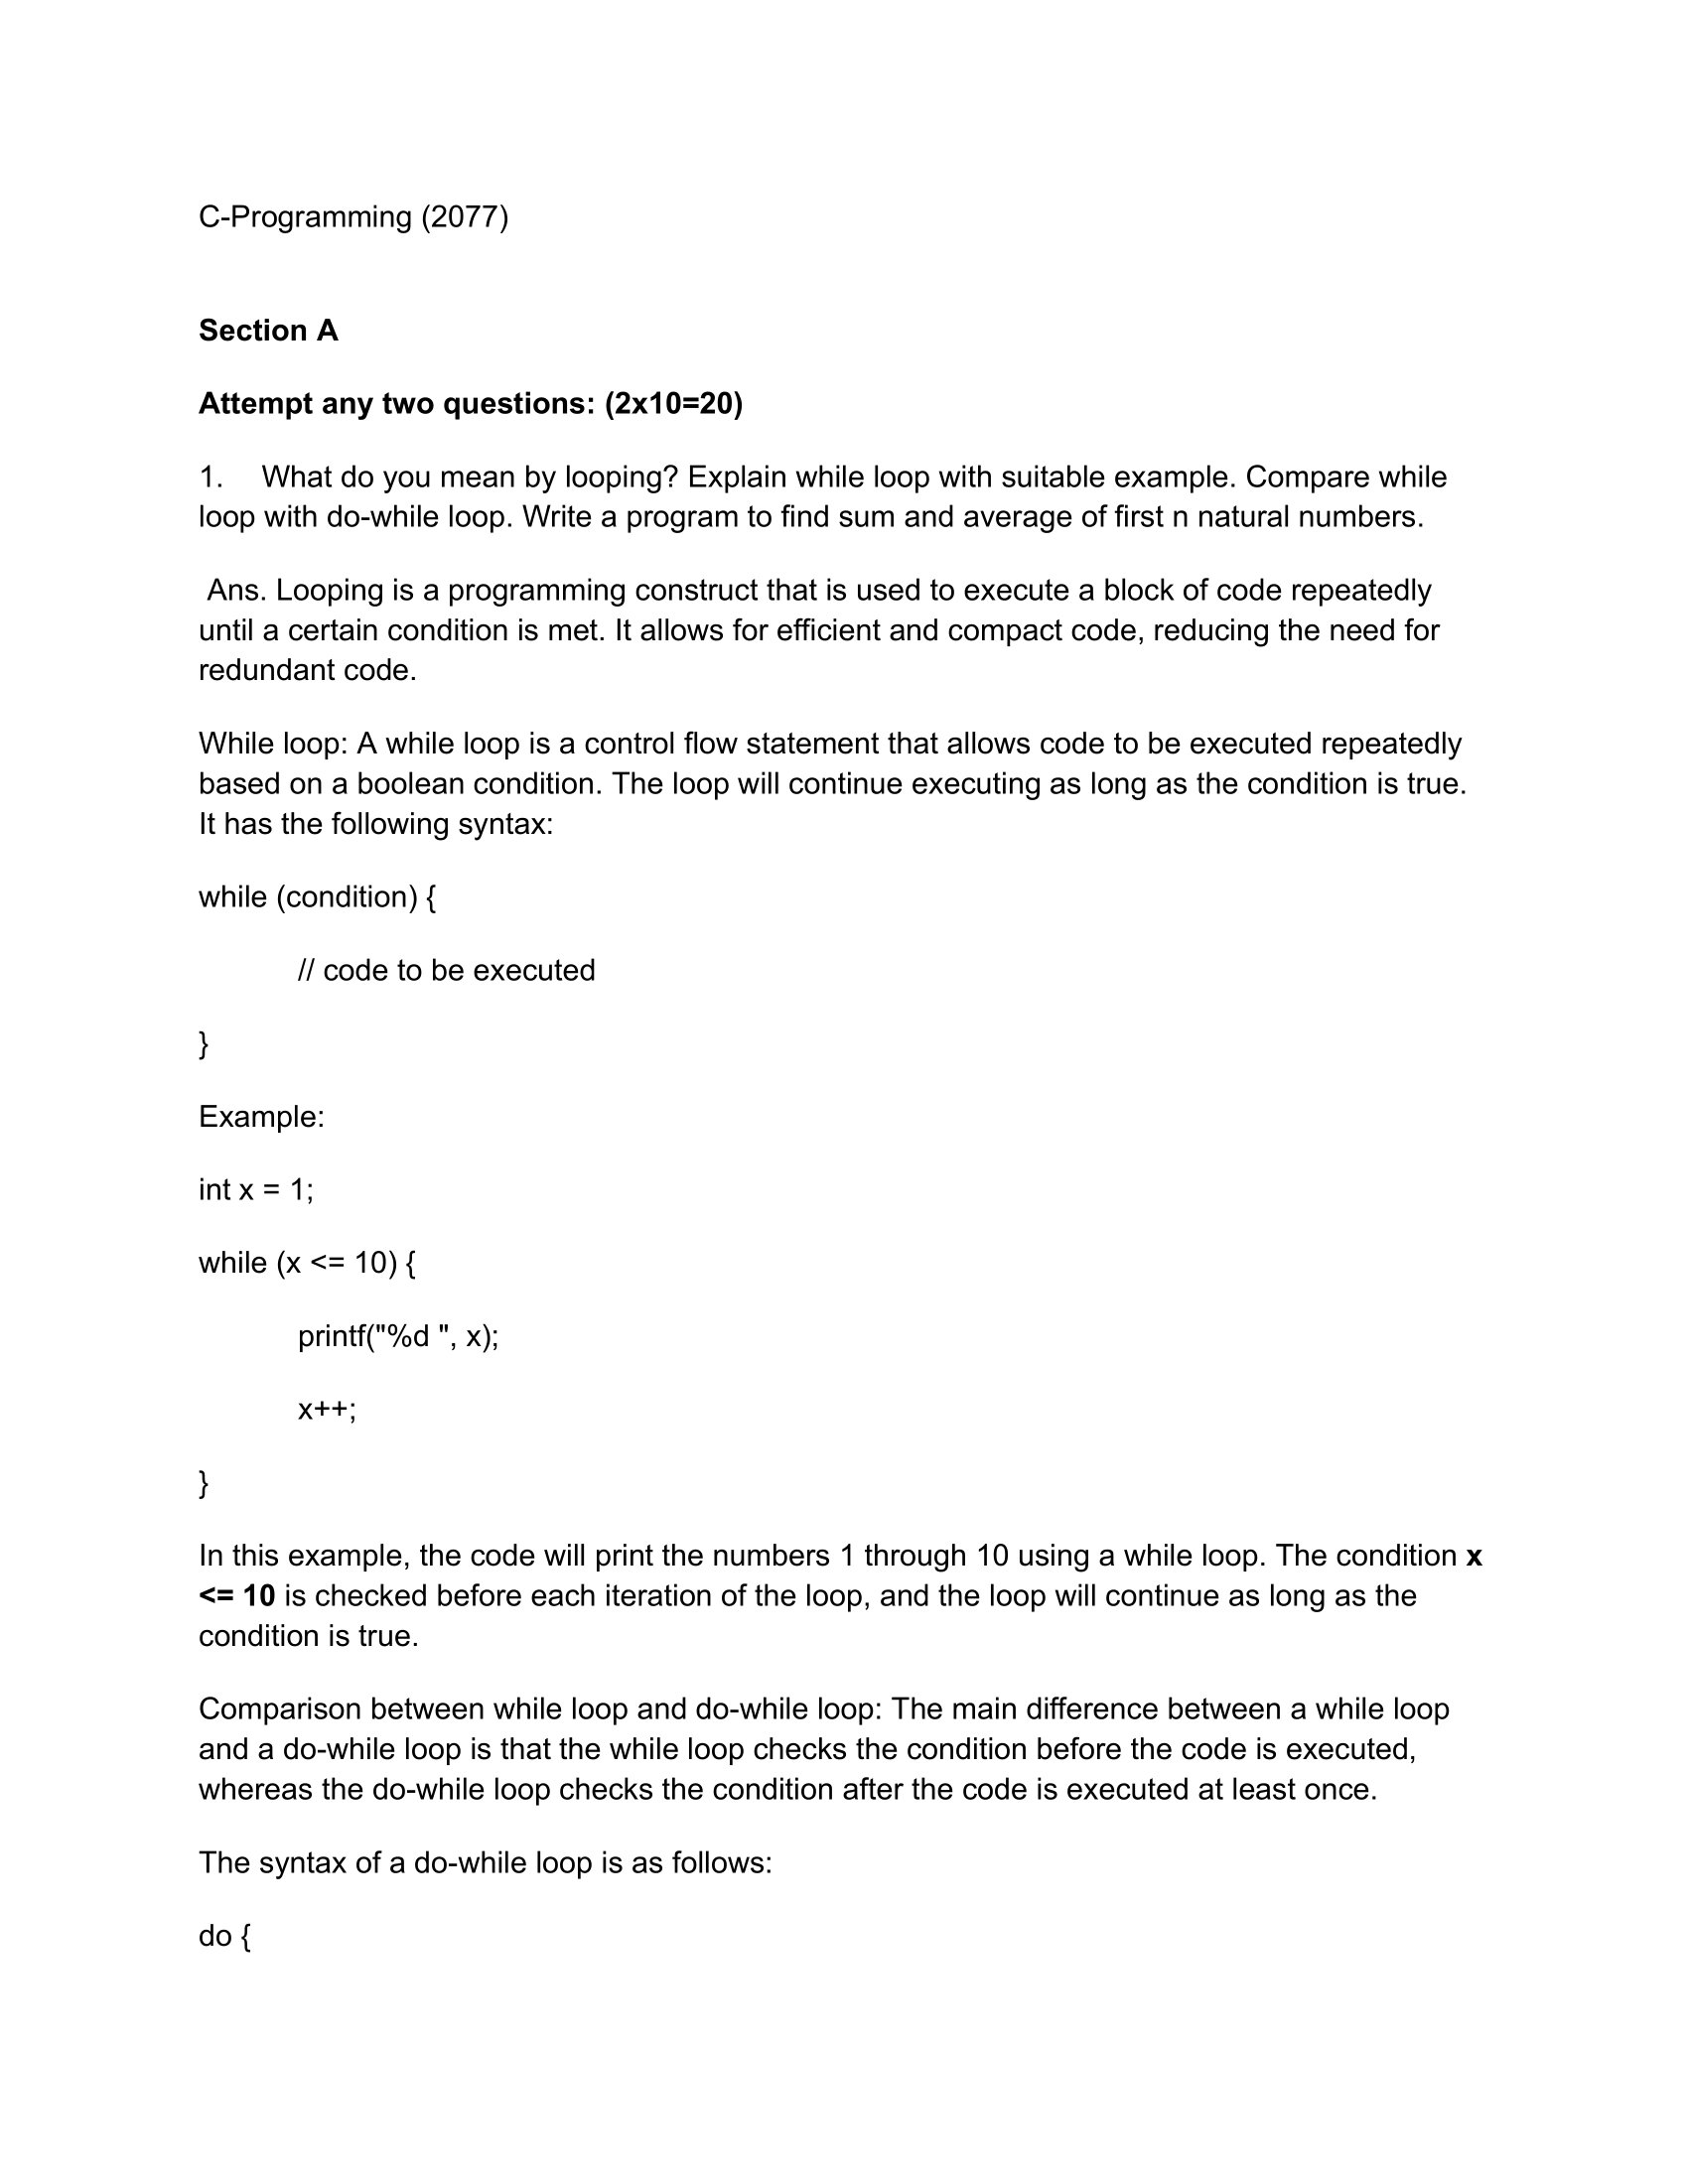 C-Programming (2077)
Section A
Attempt any two questions: (2x10=20)
1. What do you mean by looping? Explain while loop with suitable example. Compare while
loop with do-while loop. Write a program to find sum and average of first n natural numbers.
Ans. Looping is a programming construct that is used to execute a block of code repeatedly
until a certain condition is met. It allows for efficient and compact code, reducing the need for
redundant code.
While loop: A while loop is a control flow statement that allows code to be executed repeatedly
based on a boolean condition. The loop will continue executing as long as the condition is true.
It has the following syntax:
while (condition) {
// code to be executed
}
Example:
int x = 1;
while (x <= 10) {
printf("%d ", x);
x++;
}
In this example, the code will print the numbers 1 through 10 using a while loop. The condition x
<= 10 is checked before each iteration of the loop, and the loop will continue as long as the
condition is true.
Comparison between while loop and do-while loop: The main difference between a while loop
and a do-while loop is that the while loop checks the condition before the code is executed,
whereas the do-while loop checks the condition after the code is executed at least once.
The syntax of a do-while loop is as follows:
do {